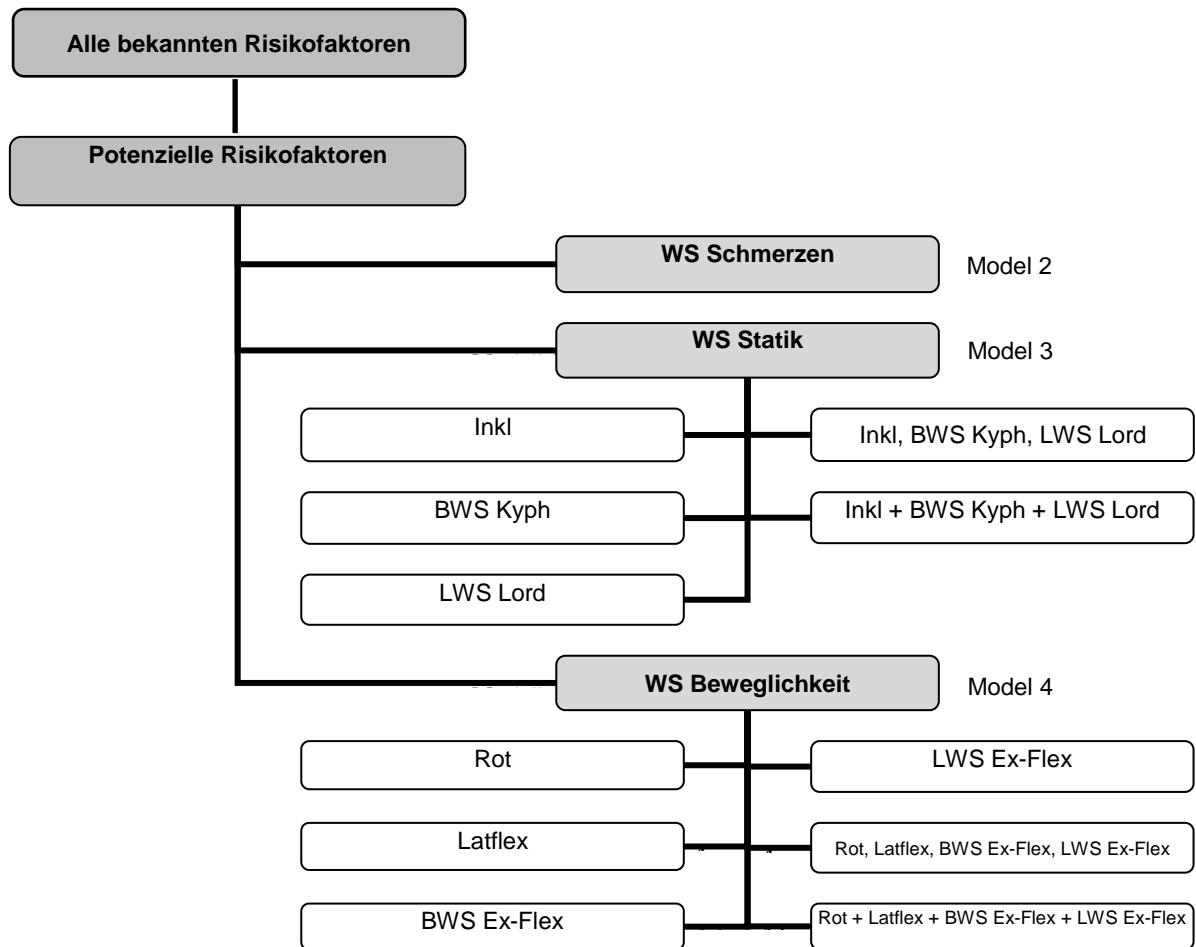 Alle bekannten Risikofaktoren
Potenzielle Risikofaktoren
WS Schmerzen
Model 2
WS Statik
Model 3
Inkl
Inkl, BWS Kyph, LWS Lord
BWS Kyph
Inkl + BWS Kyph + LWS Lord
LWS Lord
WS Beweglichkeit
Model 4
Rot
LWS Ex-Flex
Latflex
Rot, Latflex, BWS Ex-Flex, LWS Ex-Flex
BWS Ex-Flex
Rot + Latflex + BWS Ex-Flex + LWS Ex-Flex